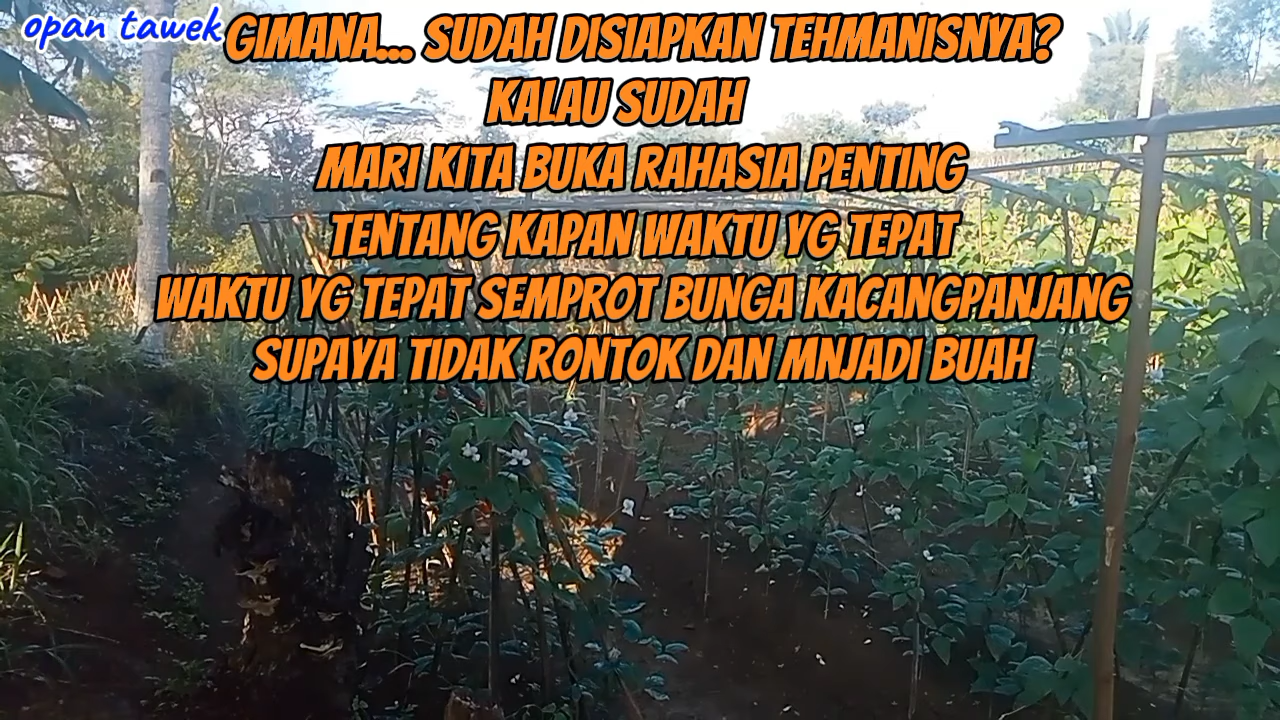 opan tawek
GIMANA... SUDAH DISIAPKAN TEHMANISNYA?
KALAU SUDAH
MARI KITA BUKA RAHASIA PENTING
TENTANG KAPAN WAKTU YG TEPAT
WAKTU YG TEPAT SEMPROT BUNGA KACANGPANJANG
SUPAYA TIDAK RONTOK DAN MNJADI BUAH